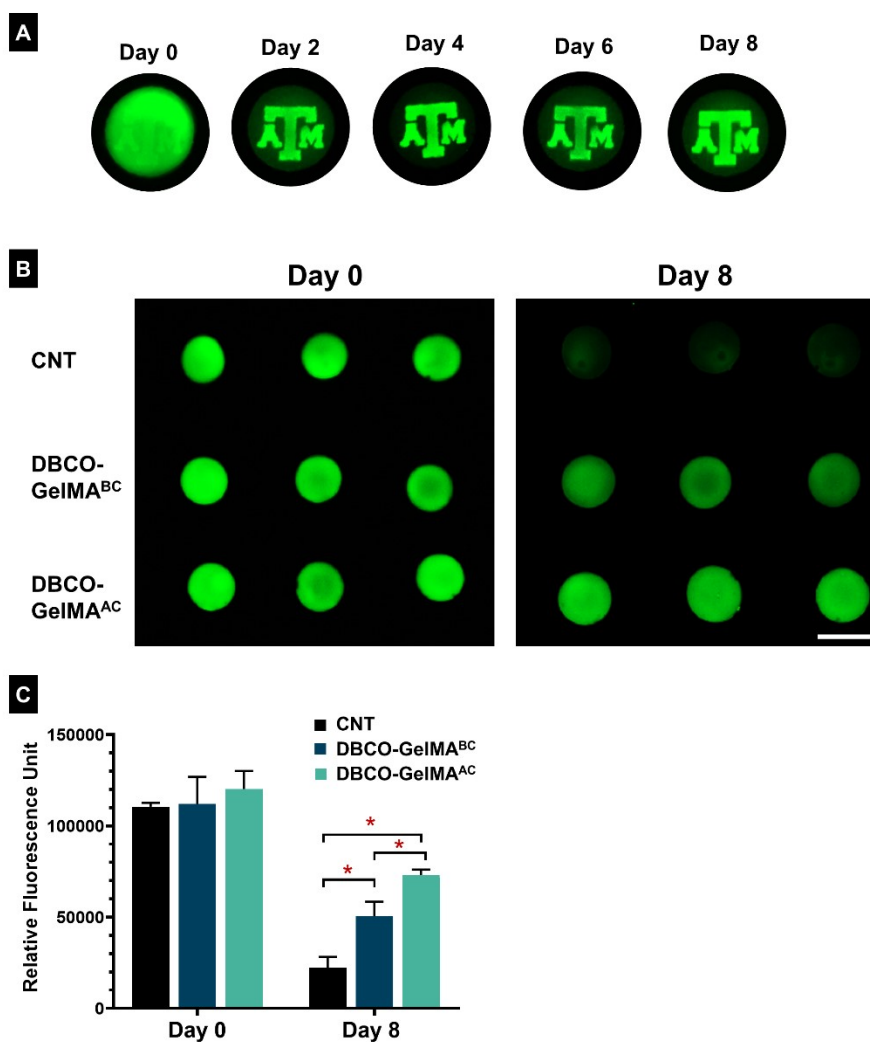 A
Day 0 Day 2 Day 4 Day 6 Day 8
ATM
ATM
ATM
ATM
ATM
B
Day 0 Day 8
CNT
DBCO-
GelMA^BC
DBCO-
GelMA^AC
C
150000
100000
50000
0
Relative Fluorescence Unit
CNT
DBCO-GelMA^BC
DBCO-GelMA^AC
* 
* *
Day 0 Day 8